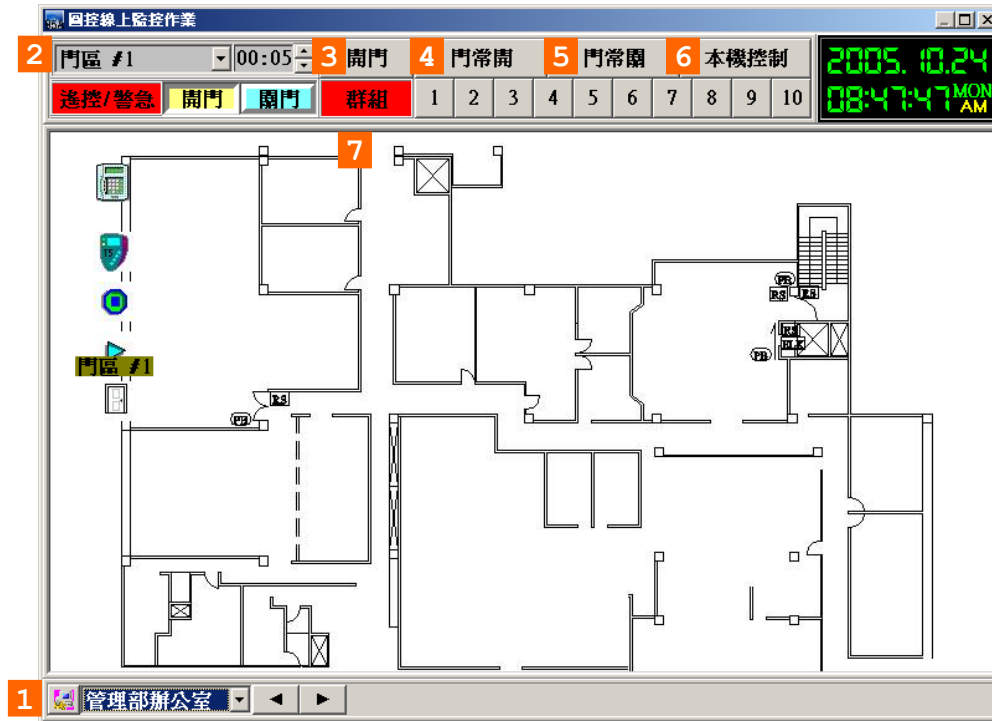 圖控線上監控作業
2 門區 #1 00:05 3 開門 4 門常開 5 門常關 6 本機控制
2005. 10.24
遙控/警急 開門 關門 群組 1 2 3 4 5 6 7 8 9 10
08:47:47 MON AM
7
PB
RS RS
T5
RS
門區 #1
ELK
PB
RS
PB
1 管理部辦公室